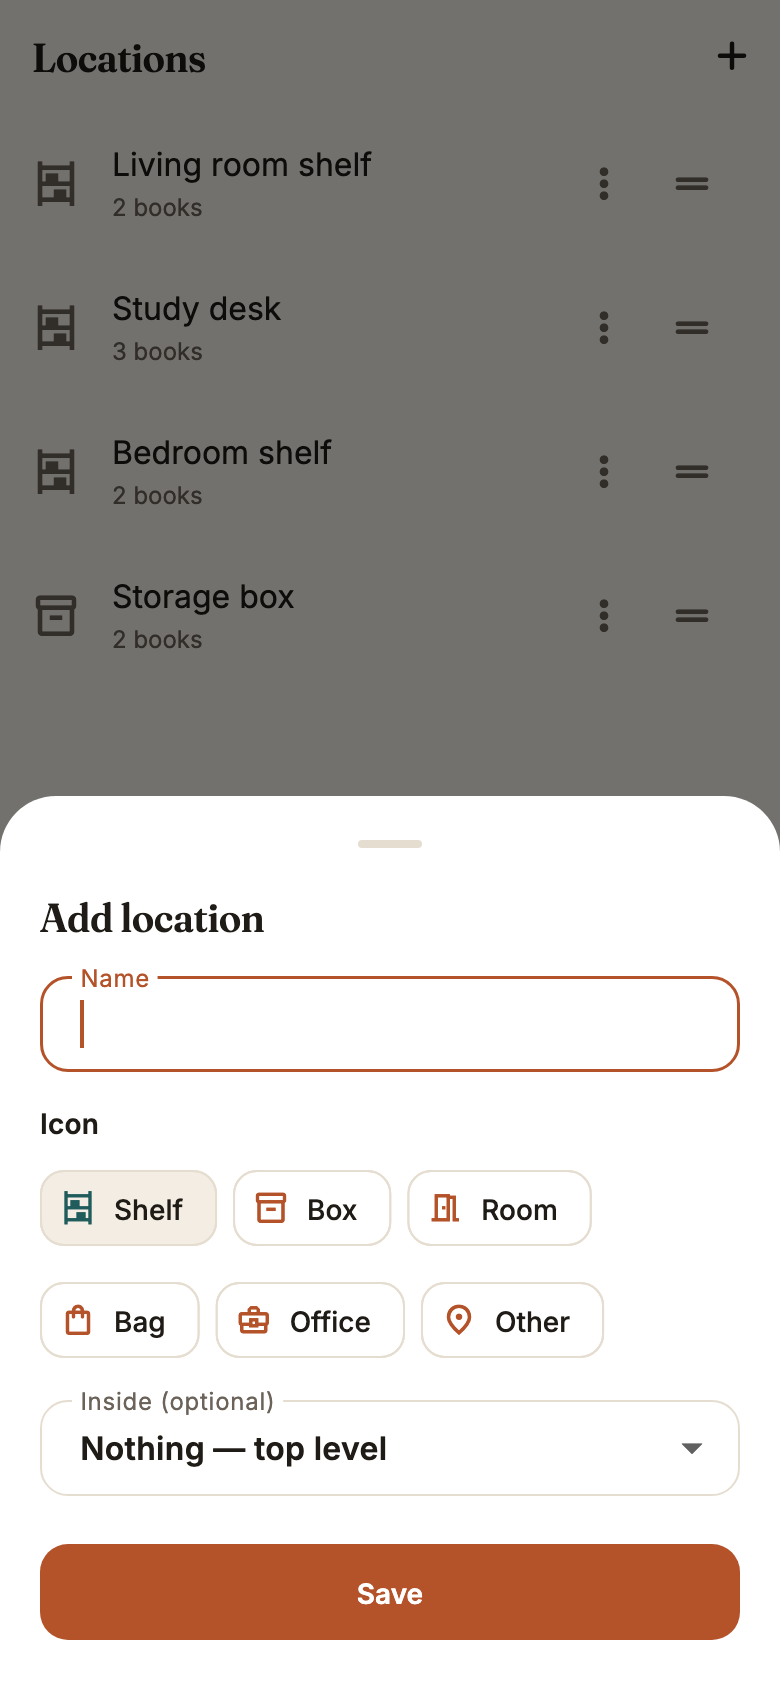 Locations
Living room shelf
2 books
Study desk
3 books
Bedroom shelf
2 books
Storage box
2 books
Add location
Name
Icon
Shelf Box Room
Bag Office Other
Inside (optional)
Nothing — top level
Save